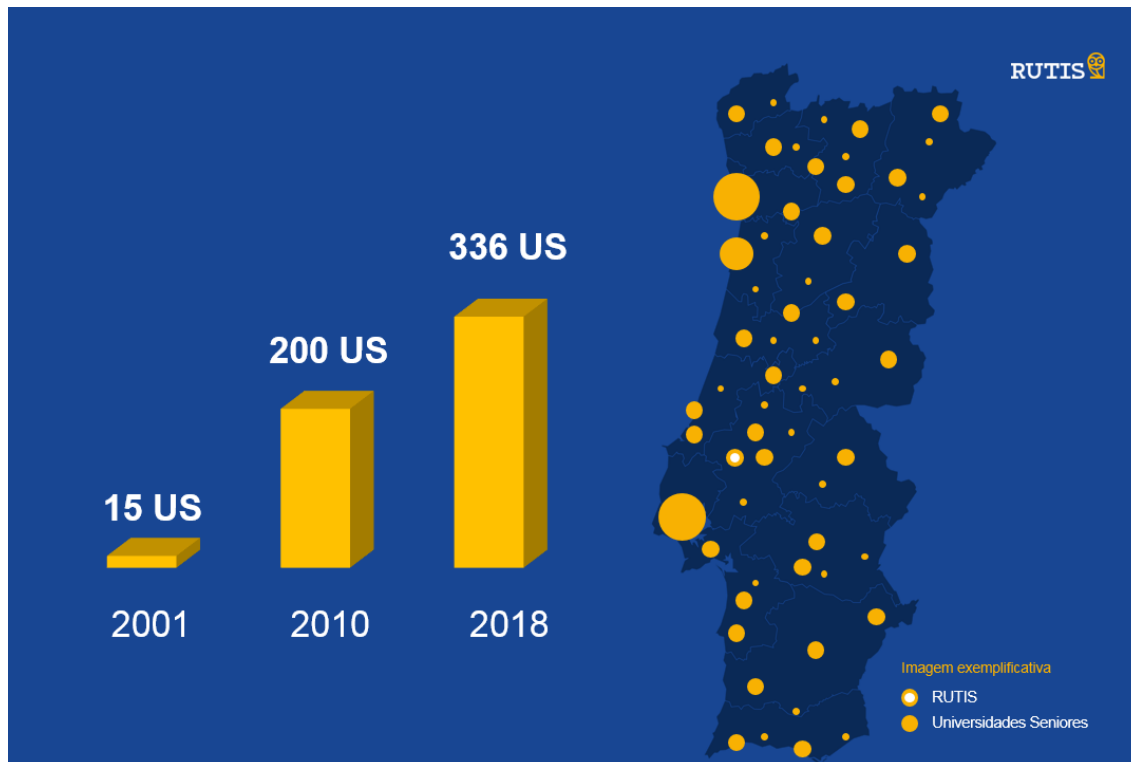 RUTIS
336 US
200 US
15 US
2001
2010
2018
Imagem exemplificativa
RUTIS
Universidades Seniores